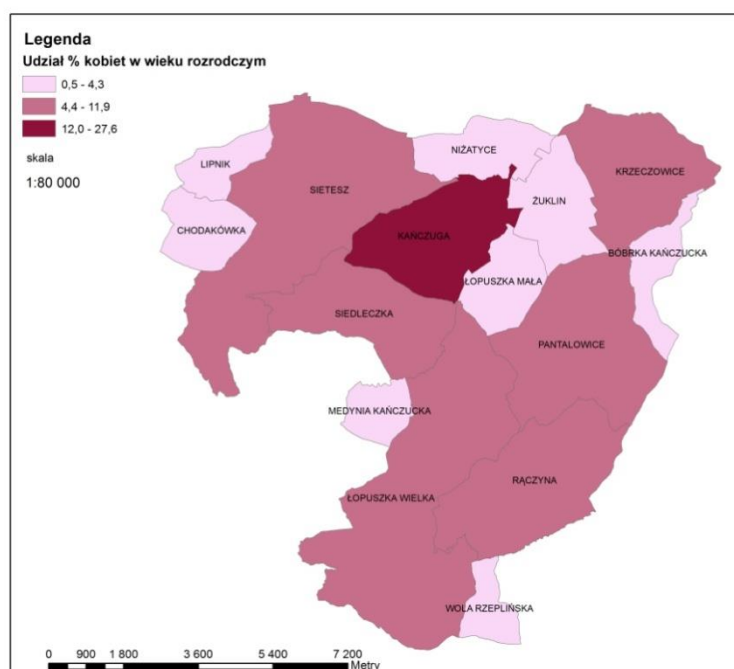 Legenda
Udział % kobiet w wieku rozrodczym
0,5 - 4,3
4,4 - 11,9
12,0 - 27,6
skala
1:80 000
LIPNIK
NIŻATYCE
KRZECZOWICE
SIETESZ
ŻUKLIN
CHODAKÓWKA
KAŃCZUGA
BÓBRKA KAŃCZUCKA
ŁOPUSZKA MAŁA
SIEDLECZKA
PANTALOWICE
MEDYNIA KAŃCZUCKA
RĄCZYNA
ŁOPUSZKA WIELKA
WOLA RZEPLIŃSKA
0 900 1 800 3 600 5 400 7 200
Metry